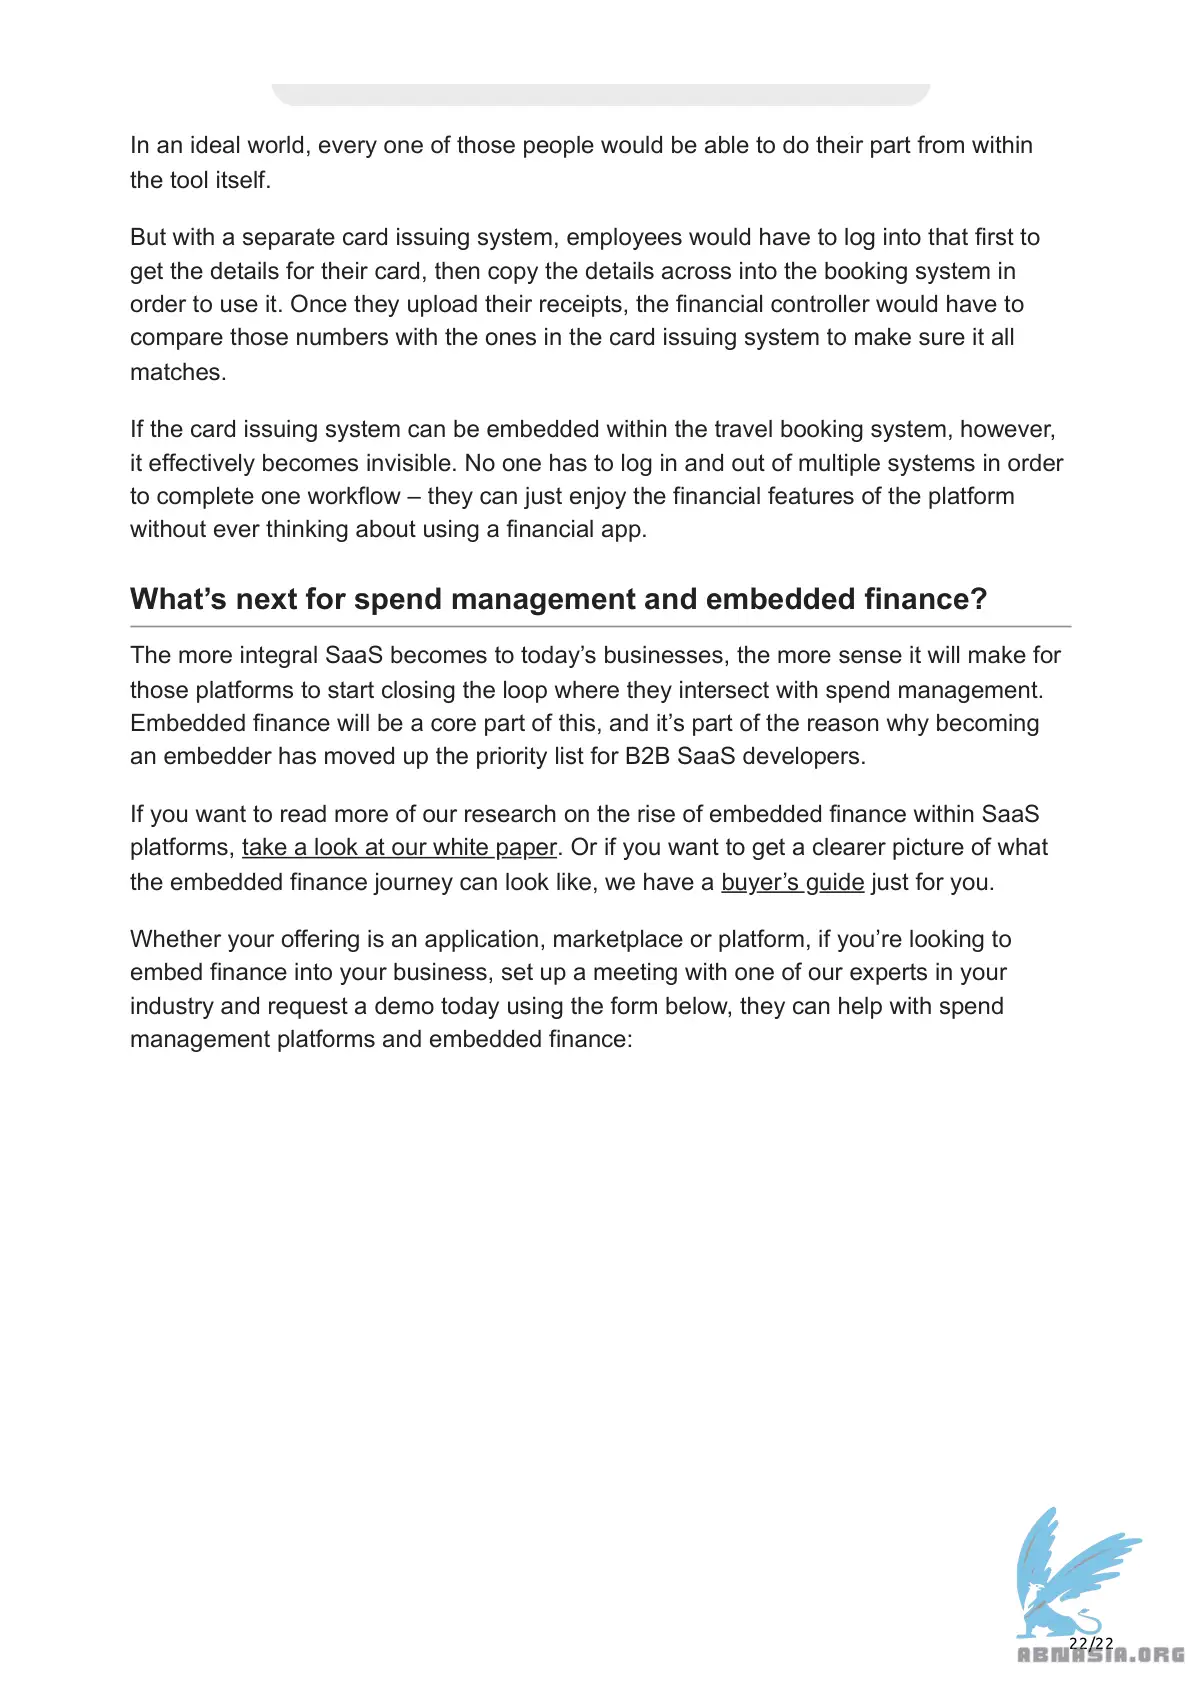 In an ideal world, every one of those people would be able to do their part from within
the tool itself.
But with a separate card issuing system, employees would have to log into that first to
get the details for their card, then copy the details across into the booking system in
order to use it. Once they upload their receipts, the financial controller would have to
compare those numbers with the ones in the card issuing system to make sure it all
matches.
If the card issuing system can be embedded within the travel booking system, however,
it effectively becomes invisible. No one has to log in and out of multiple systems in order
to complete one workflow – they can just enjoy the financial features of the platform
without ever thinking about using a financial app.
What’s next for spend management and embedded finance?
The more integral SaaS becomes to today’s businesses, the more sense it will make for
those platforms to start closing the loop where they intersect with spend management.
Embedded finance will be a core part of this, and it’s part of the reason why becoming
an embedder has moved up the priority list for B2B SaaS developers.
If you want to read more of our research on the rise of embedded finance within SaaS
platforms, take a look at our white paper. Or if you want to get a clearer picture of what
the embedded finance journey can look like, we have a buyer’s guide just for you.
Whether your offering is an application, marketplace or platform, if you’re looking to
embed finance into your business, set up a meeting with one of our experts in your
industry and request a demo today using the form below, they can help with spend
management platforms and embedded finance:
22/22
ABNASIA.ORG